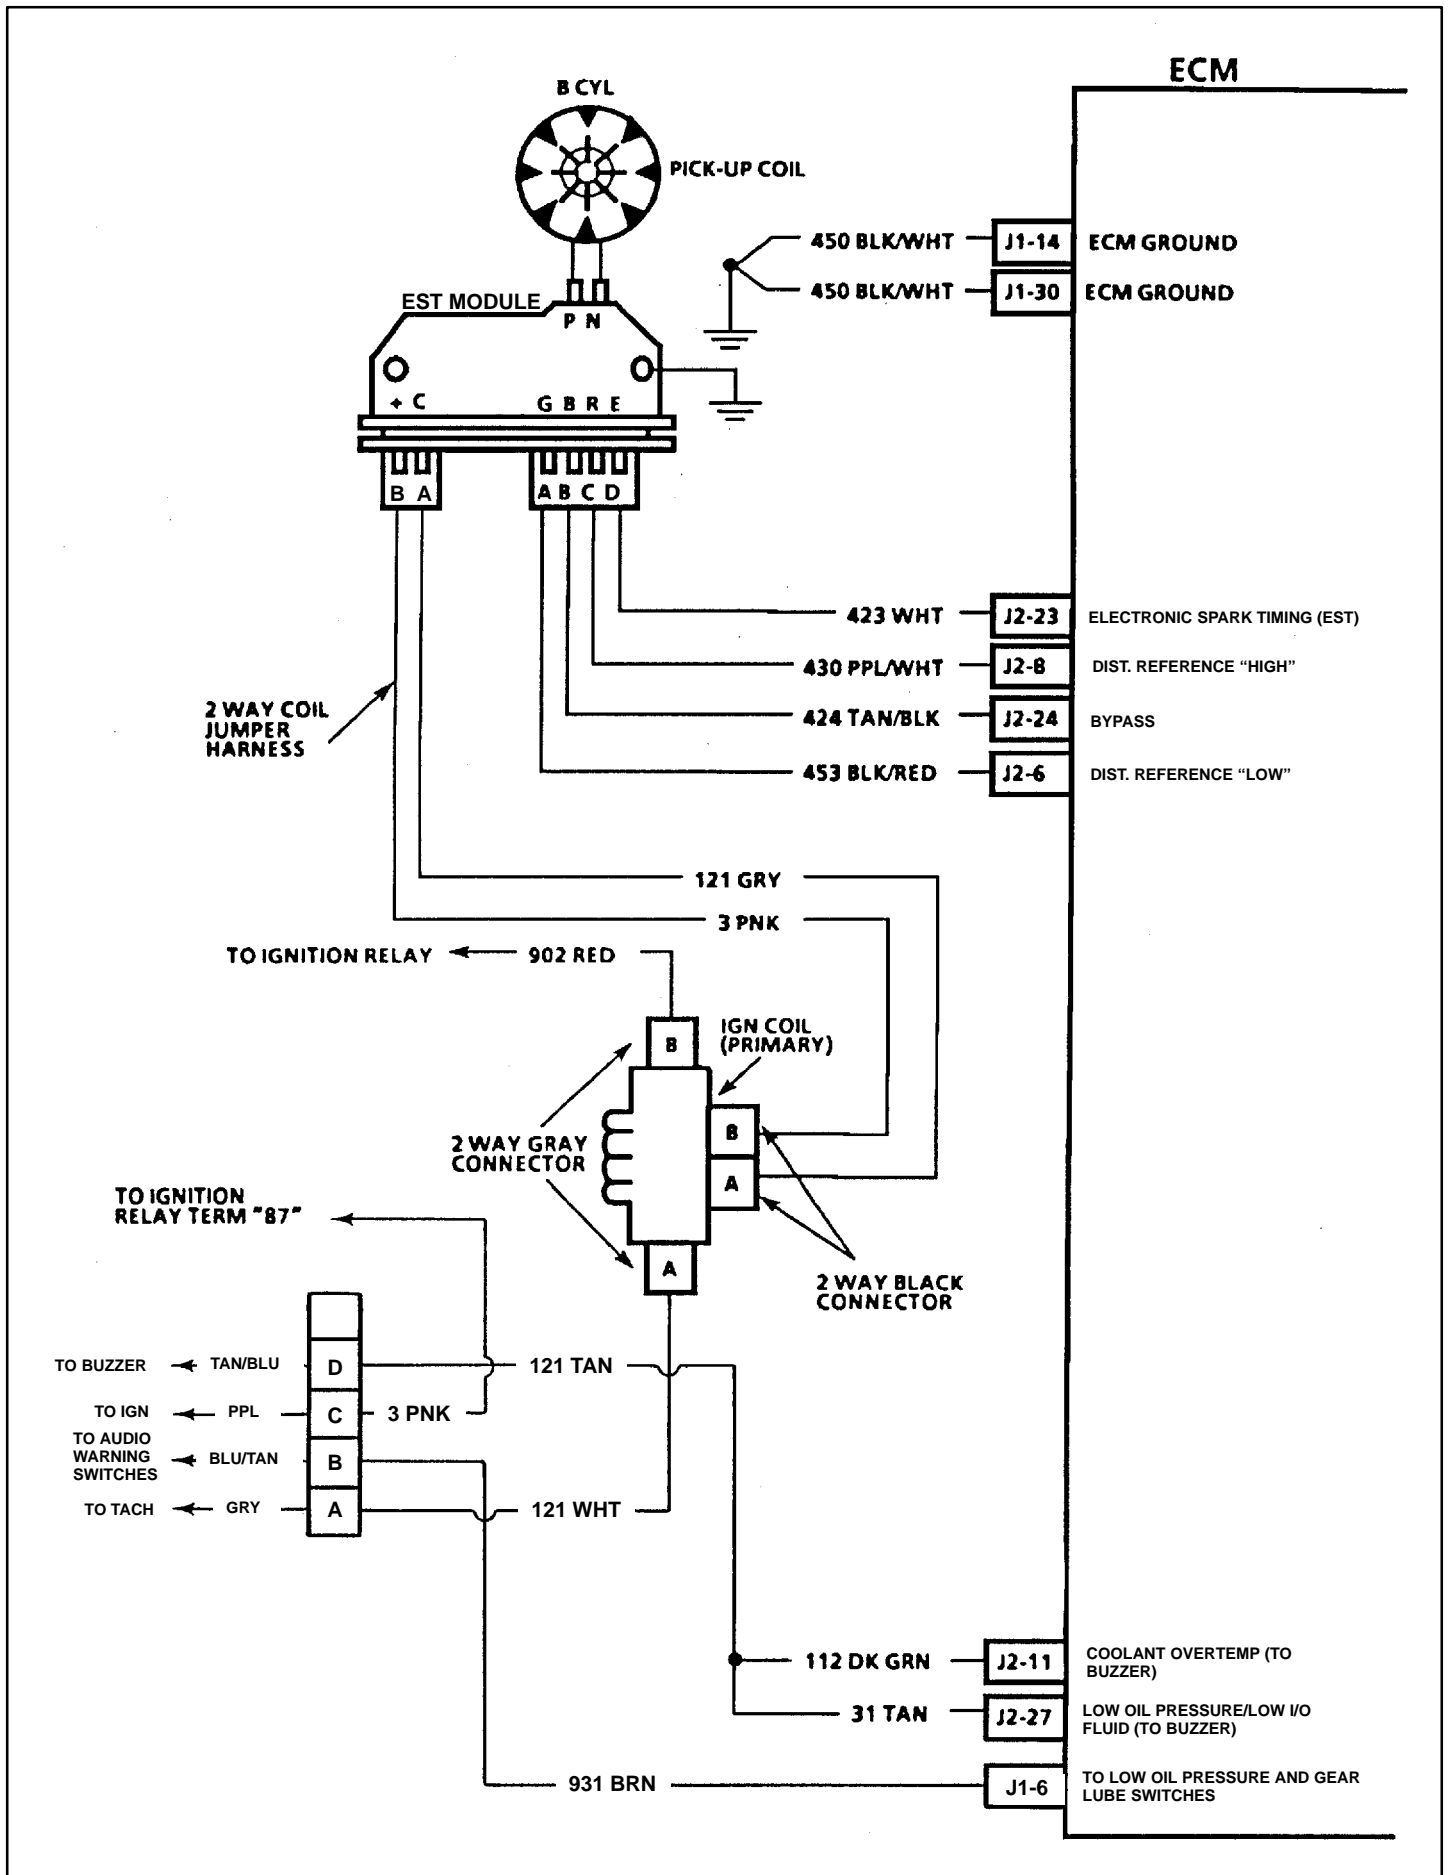 ECM
B CYL
PICK-UP COIL
450 BLK/WHT
J1-14
ECM GROUND
450 BLK/WHT
J1-30
ECM GROUND
EST MODULE
P N
+ C
G B R E
B A
A B C D
423 WHT
J2-23
ELECTRONIC SPARK TIMING (EST)
430 PPL/WHT
J2-8
DIST. REFERENCE “HIGH”
2 WAY COIL
JUMPER
HARNESS
424 TAN/BLK
J2-24
BYPASS
453 BLK/RED
J2-6
DIST. REFERENCE “LOW”
121 GRY
3 PNK
TO IGNITION RELAY
902 RED
B
IGN COIL
(PRIMARY)
2 WAY GRAY
CONNECTOR
B
A
TO IGNITION
RELAY TERM "87"
A
2 WAY BLACK
CONNECTOR
TO BUZZER
TAN/BLU
D
121 TAN
TO IGN
PPL
C
3 PNK
TO AUDIO
WARNING
SWITCHES
BLU/TAN
B
TO TACH
GRY
A
121 WHT
112 DK GRN
J2-11
COOLANT OVERTEMP (TO
BUZZER)
31 TAN
J2-27
LOW OIL PRESSURE/LOW I/O
FLUID (TO BUZZER)
931 BRN
J1-6
TO LOW OIL PRESSURE AND GEAR
LUBE SWITCHES